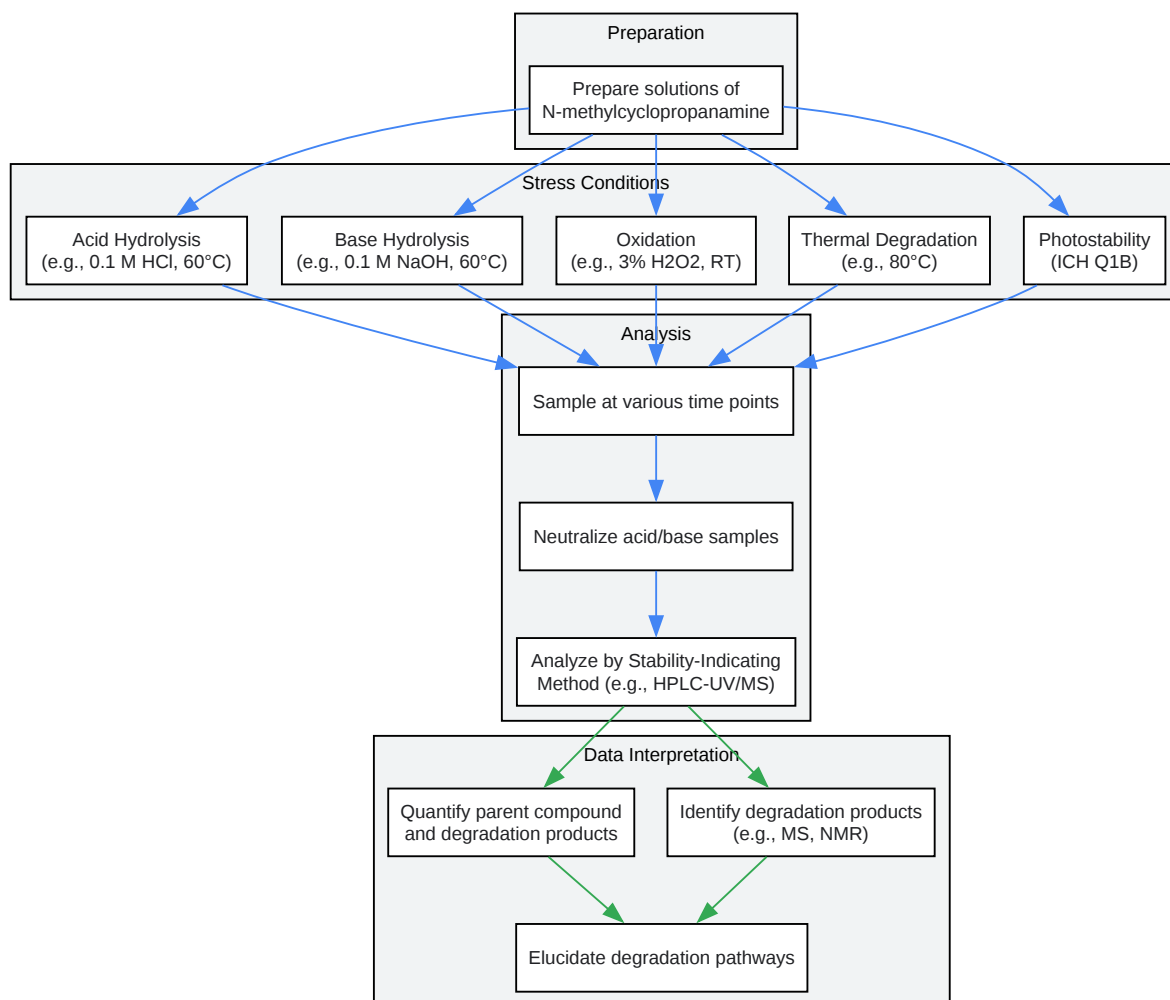 Preparation
Prepare solutions of
N-methylcyclopropanamine
Stress Conditions
Acid Hydrolysis
(e.g., 0.1 M HCl, 60°C)
Base Hydrolysis
(e.g., 0.1 M NaOH, 60°C)
Oxidation
(e.g., 3% H2O2, RT)
Thermal Degradation
(e.g., 80°C)
Photostability
(ICH Q1B)
Analysis
Sample at various time points
Neutralize acid/base samples
Analyze by Stability-Indicating
Method (e.g., HPLC-UV/MS)
Data Interpretation
Quantify parent compound
and degradation products
Identify degradation products
(e.g., MS, NMR)
Elucidate degradation pathways